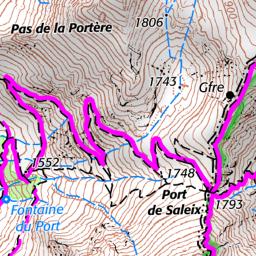 1806
Pas de la Portère
1743
Gfre
1552
1748
Port
de Saleix
1793
Fontaine
du Port